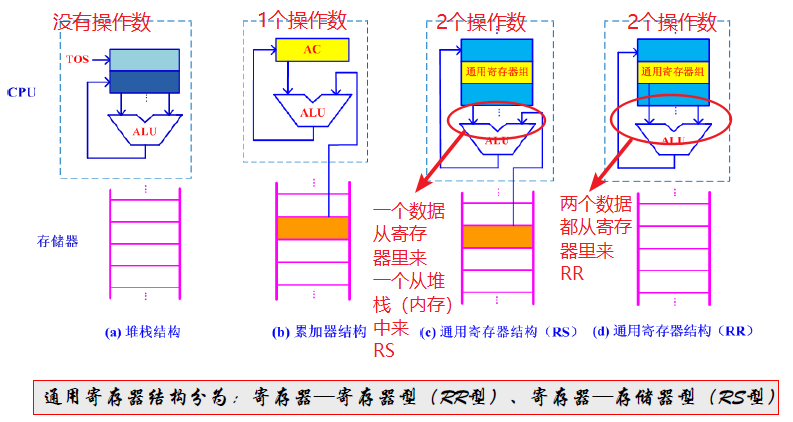 没有操作数
1个操作数
2个操作数
2个操作数
TOS
AC
通用寄存器组
通用寄存器组
CPU
ALU
ALU
ALU
ALU
一个数据
从寄存
器里来
一个从堆
栈（内存）
中来
RS
两个数据
都从寄存
器里来
RR
存储器
(a) 堆栈结构
(b) 累加器结构
(c) 通用寄存器结构（RS）
(d) 通用寄存器结构（RR）
通用寄存器结构分为：寄存器—寄存器型（RR型）、寄存器—存储器型（RS型）